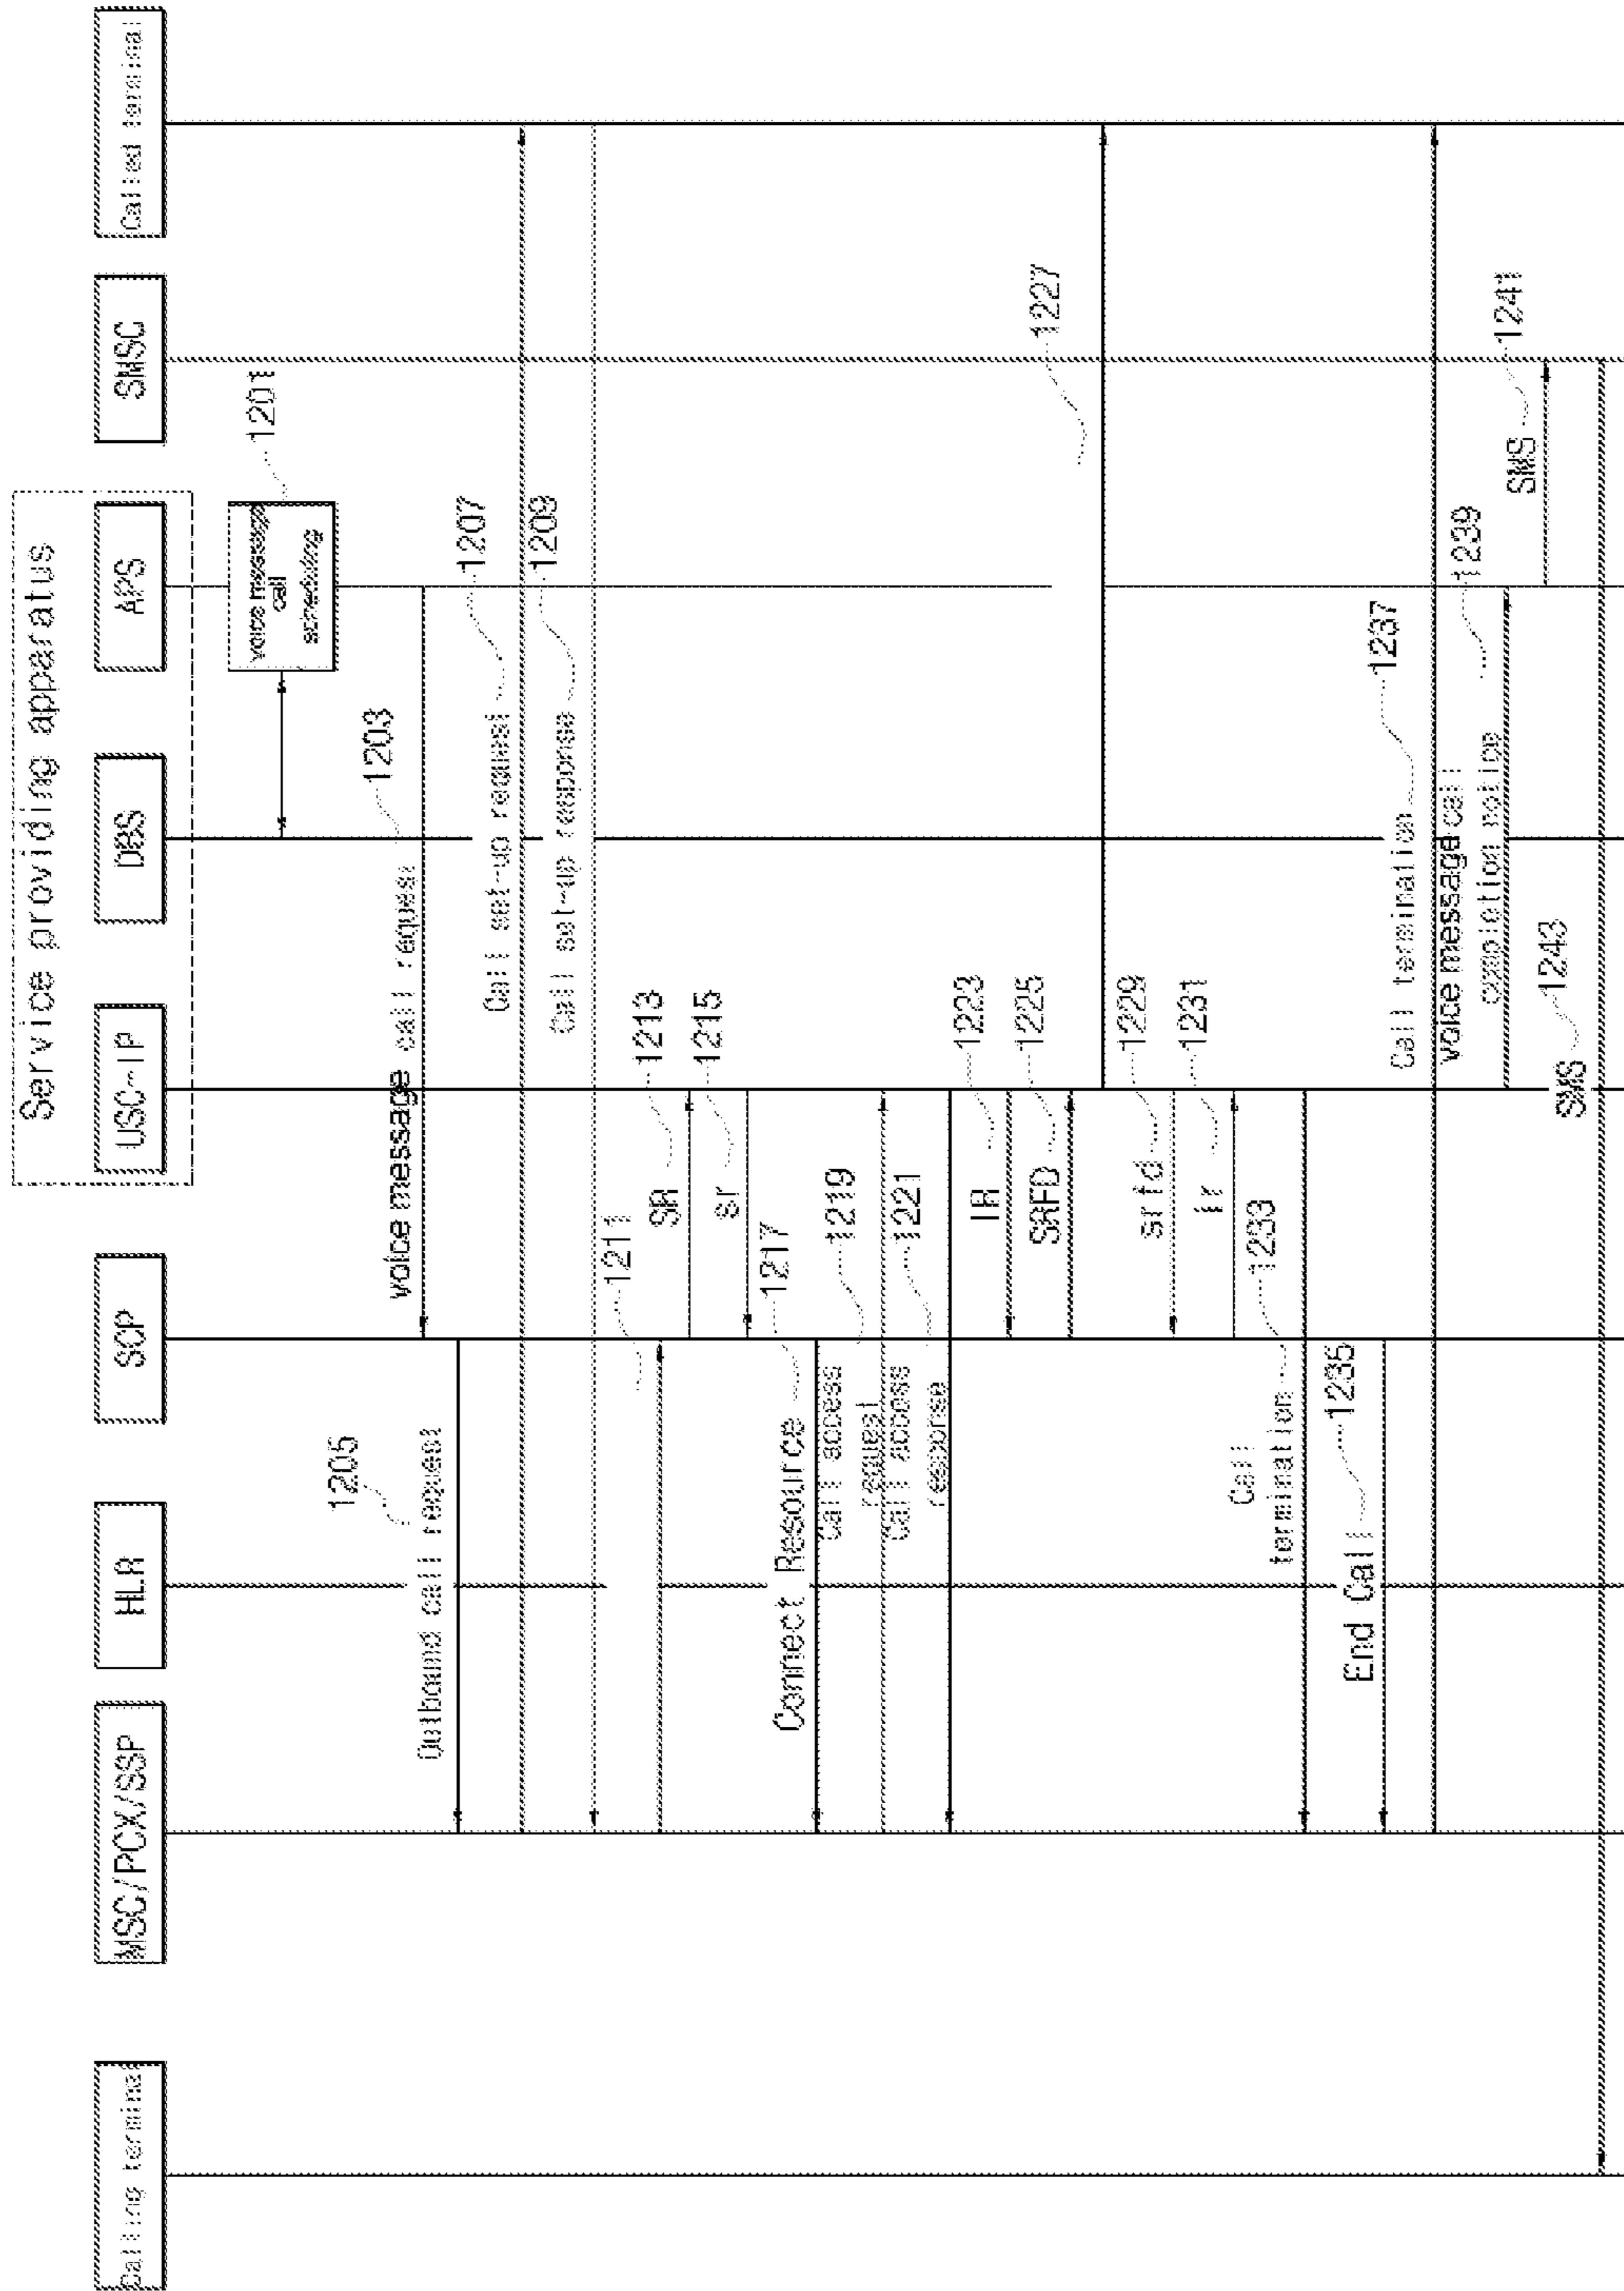 Service providing apparatus
Calling terminal
MSC/PCX/SSP
HLR
SCP
USC-IP
DBS
APS
SMSC
Called terminal
voice message
call
scheduling
1201
voice message call request
1203
1205
Outband call request
Call set-up request
1207
Call set-up response
1209
1211
SR
1213
sr
1215
Connect Resource
1217
Call access
request
1219
Call access
response
1221
IR
1223
SRFD
1225
1227
srfd
1229
ir
1231
Call
termination
1233
End Call
1235
Call termination
1237
voice message call
completion notice
1239
SMS
1241
SMS
1243